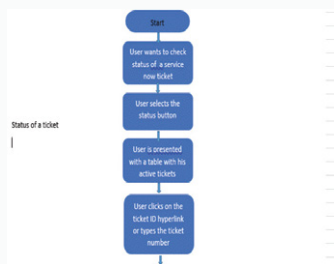 Start
User wants to check
status of a service
now ticket
User selects the
status button
Status of a ticket
User is presented
with a table with his
active tickets
User clicks on the
ticket ID hyperlink
or types the ticket
number